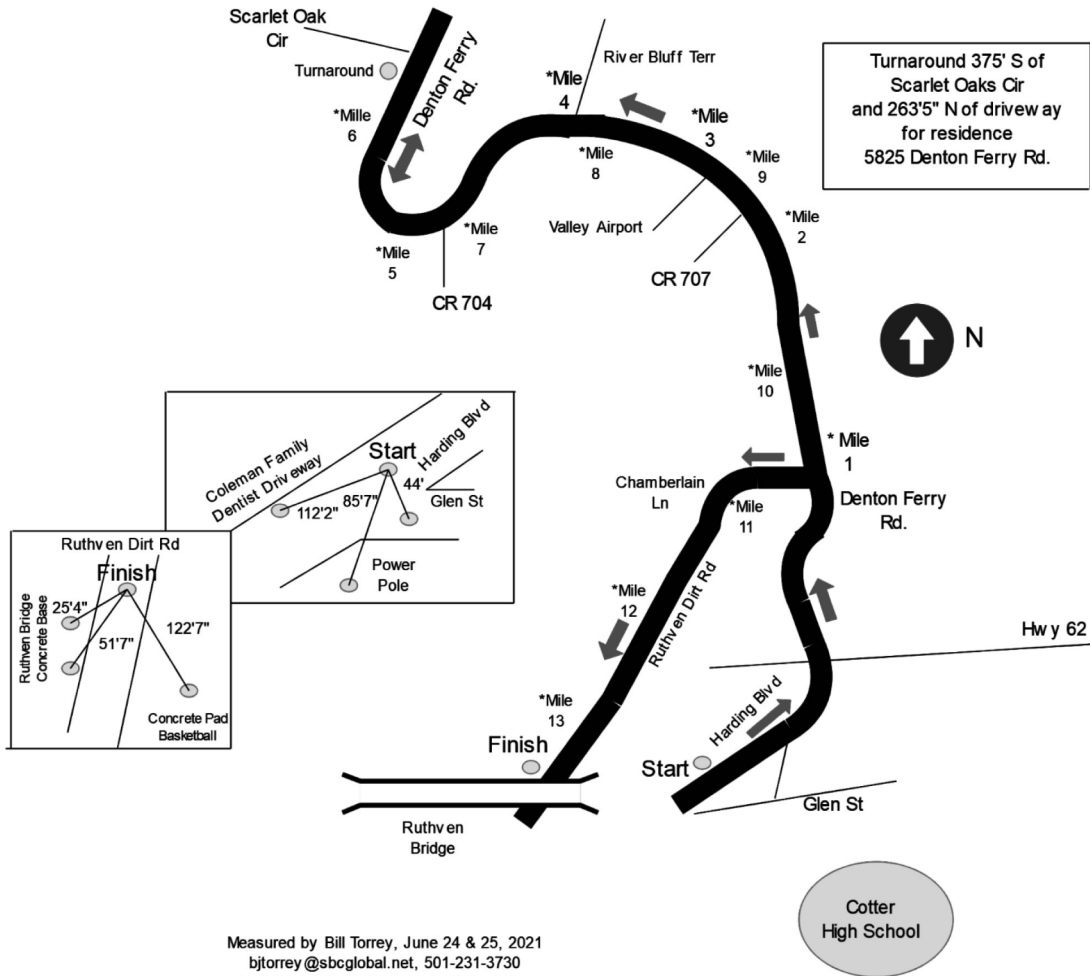 Scarlet Oak
Cir
Turnaround
Denton Ferry
Rd.
*Mille
6
*Mile
4
River Bluff Terr
*Mile
3
*Mile
8
*Mile
9
Valley Airport
*Mile
2
*Mile
5
*Mile
7
CR 704
CR 707
Turnaround 375' S of
Scarlet Oaks Cir
and 263'5" N of driveway
for residence
5825 Denton Ferry Rd.
N
*Mile
10
* Mile
1
Chamberlain
Ln
*Mile
11
Denton Ferry
Rd.
Coleman Family
Dentist Driveway
Start
Harding Blvd
44'
Glen St
85'7"
112'2"
Power
Pole
Ruthven Dirt Rd
Finish
Ruthven Bridge
Concrete Base
25'4"
51'7"
122'7"
Concrete Pad
Basketball
*Mile
12
Ruthven Dirt Rd
Hwy 62
*Mile
13
Finish
Harding Blvd
Start
Glen St
Ruthven
Bridge
Cotter
High School
Measured by Bill Torrey, June 24 & 25, 2021
bjtorrey@sbcglobal.net, 501-231-3730